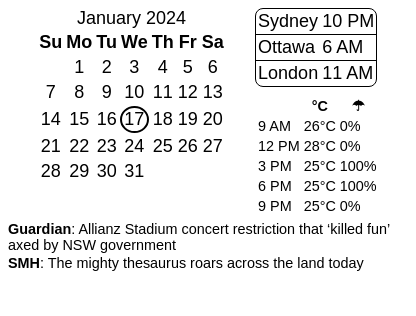 January 2024
Su Mo Tu We Th Fr Sa
1 2 3 4 5 6
7 8 9 10 11 12 13
14 15 16 17 18 19 20
21 22 23 24 25 26 27
28 29 30 31
Sydney 10 PM
Ottawa 6 AM
London 11 AM
°C ☂
9 AM 26°C 0%
12 PM 28°C 0%
3 PM 25°C 100%
6 PM 25°C 100%
9 PM 25°C 0%
Guardian: Allianz Stadium concert restriction that ‘killed fun’
axed by NSW government
SMH: The mighty thesaurus roars across the land today